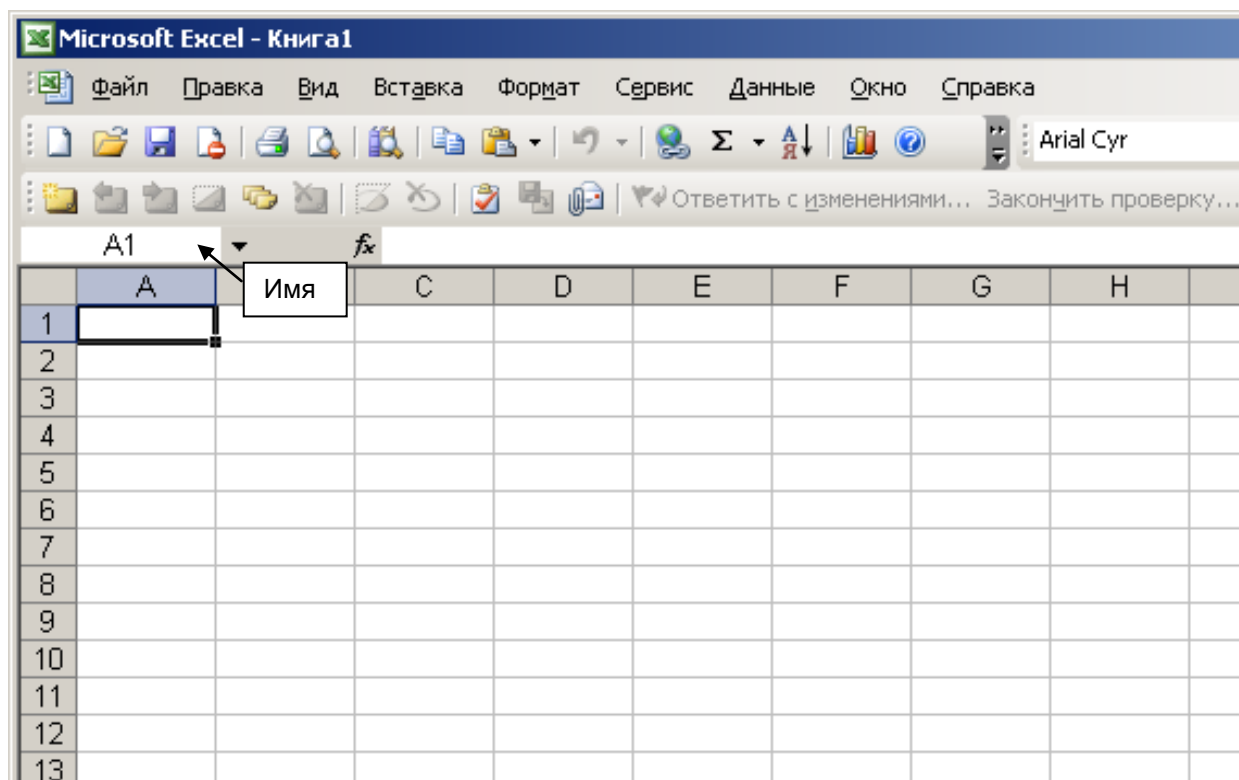 Microsoft Excel - Книга1
Файл Правка Вид Вставка Формат Сервис Данные Окно Справка
Σ А Я Arial Cyr
Ответить с изменениями... Закончить проверку...
A1 fx
Имя
A C D E F G H
1
2
3
4
5
6
7
8
9
10
11
12
13